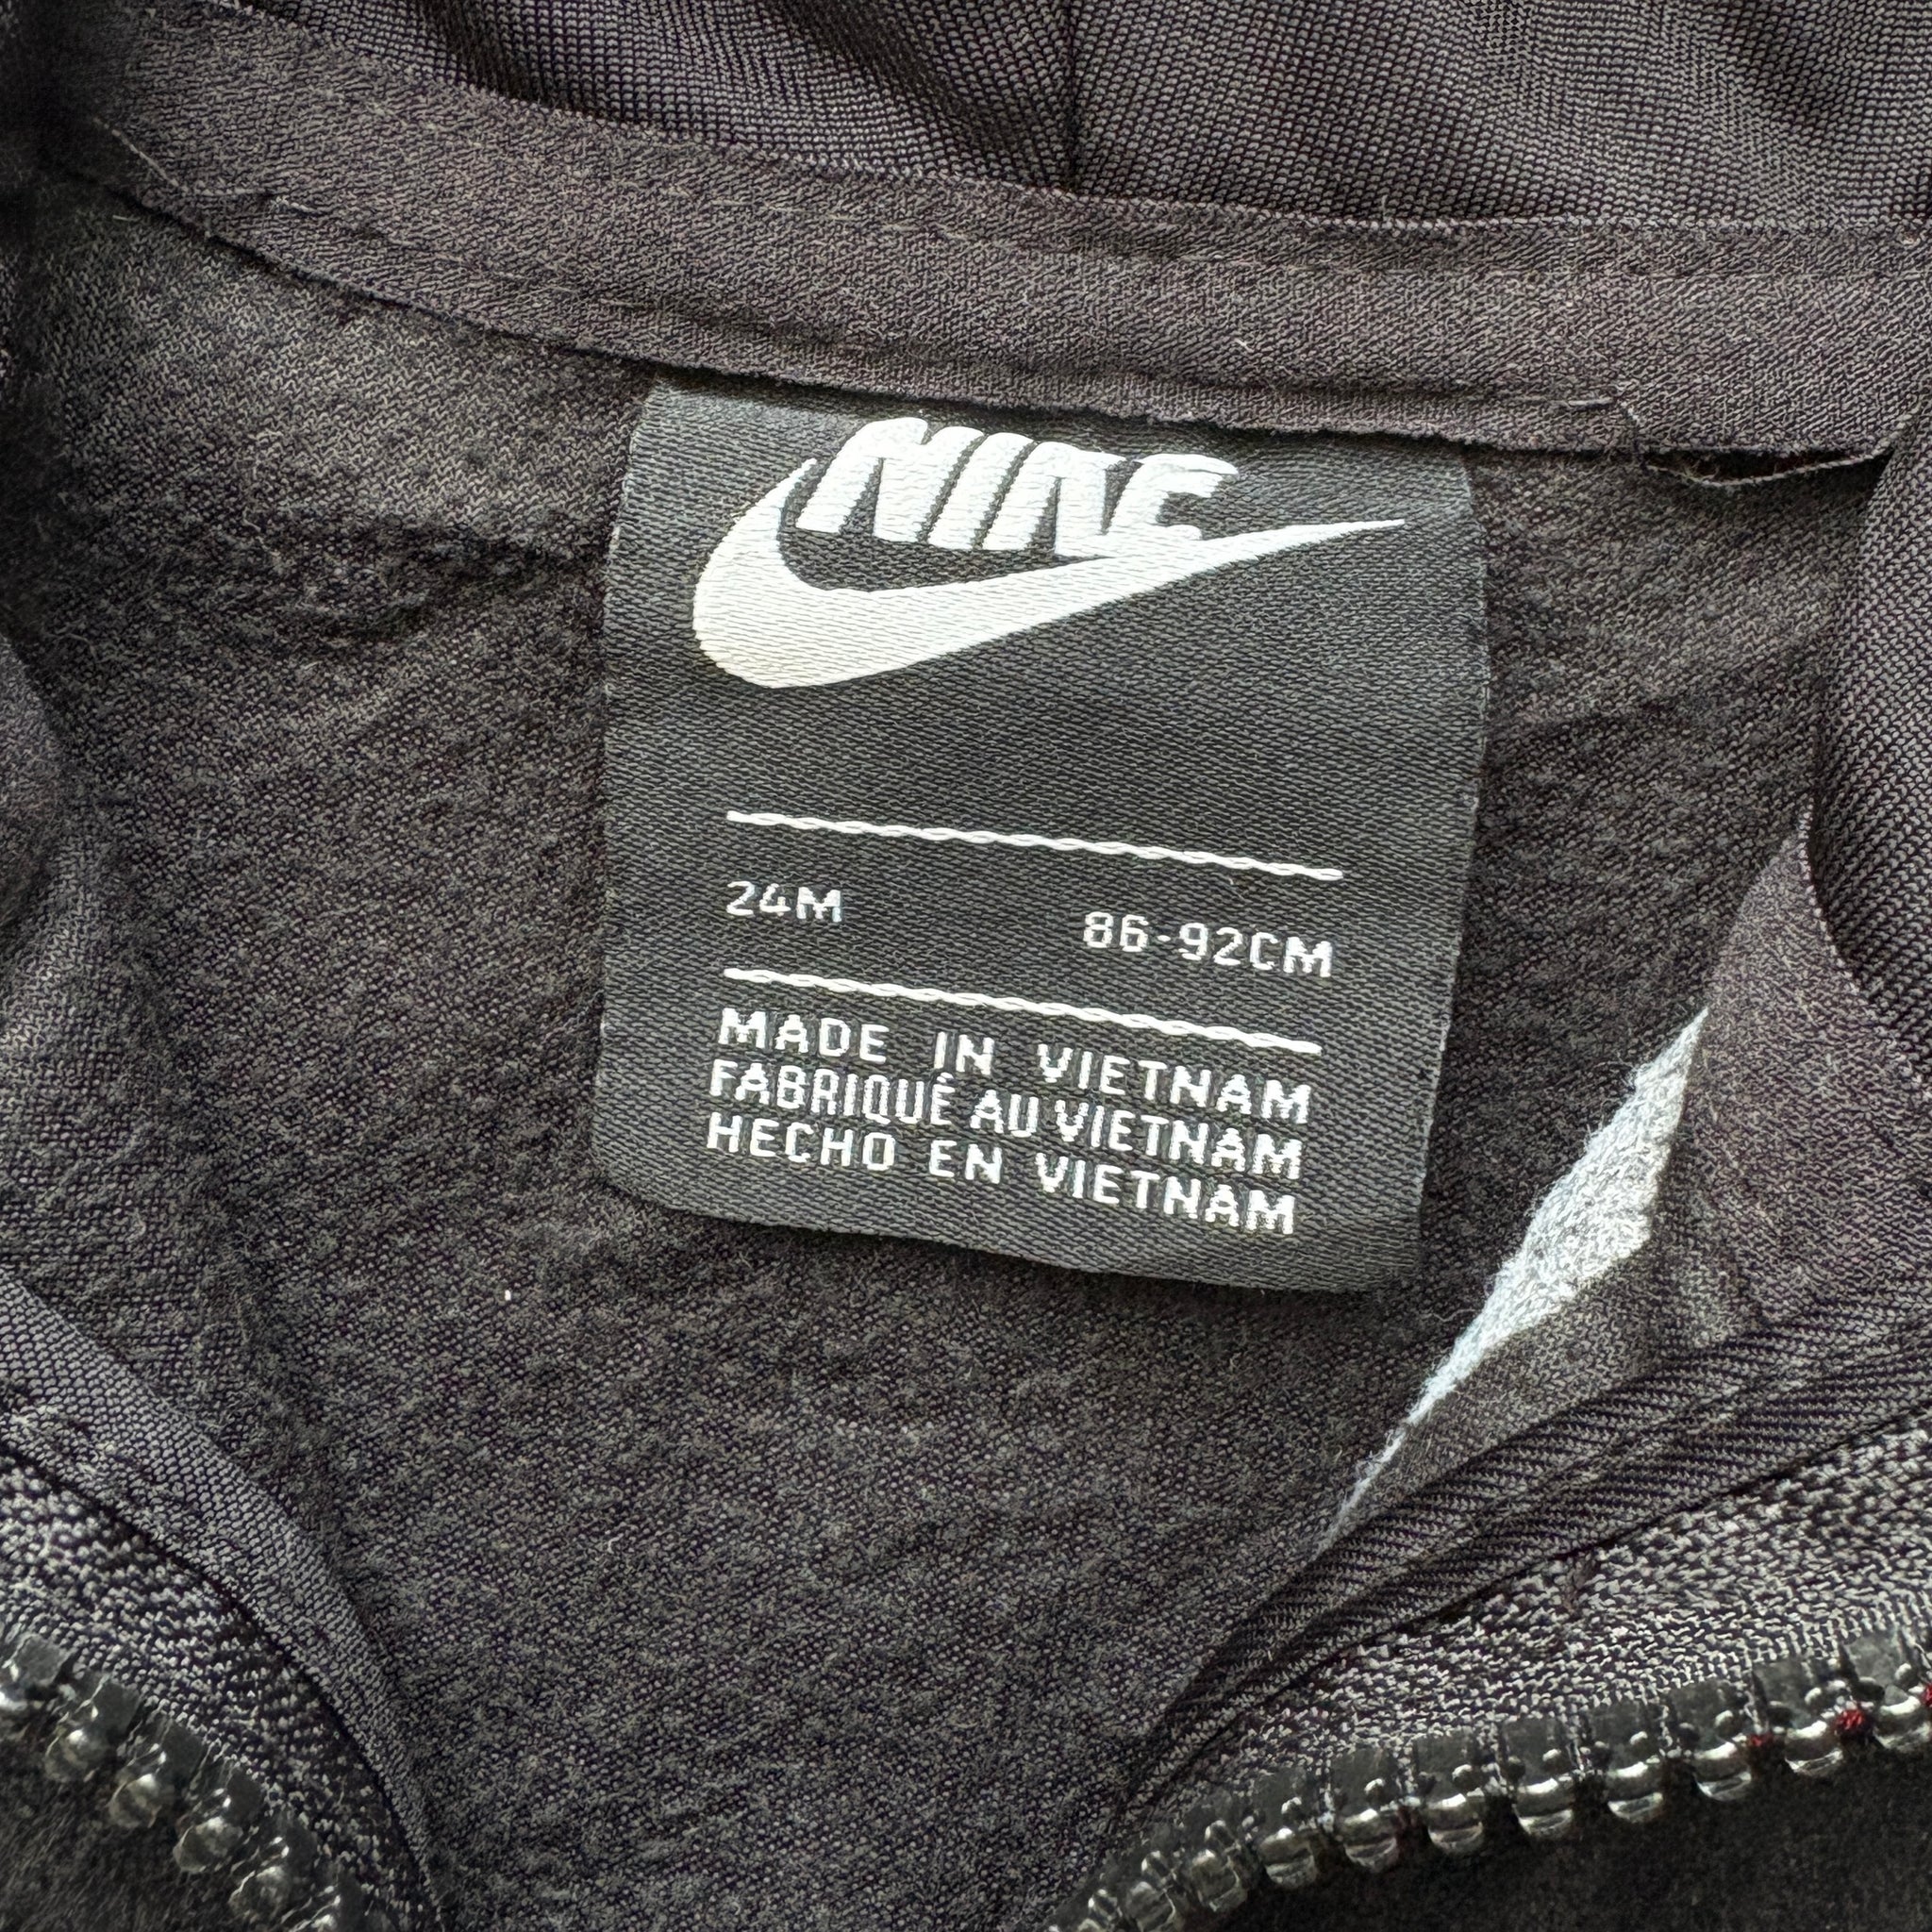 NIKE
24M 86-92CM
MADE IN VIETNAM
FABRIQUÉ AU VIETNAM
HECHO EN VIETNAM